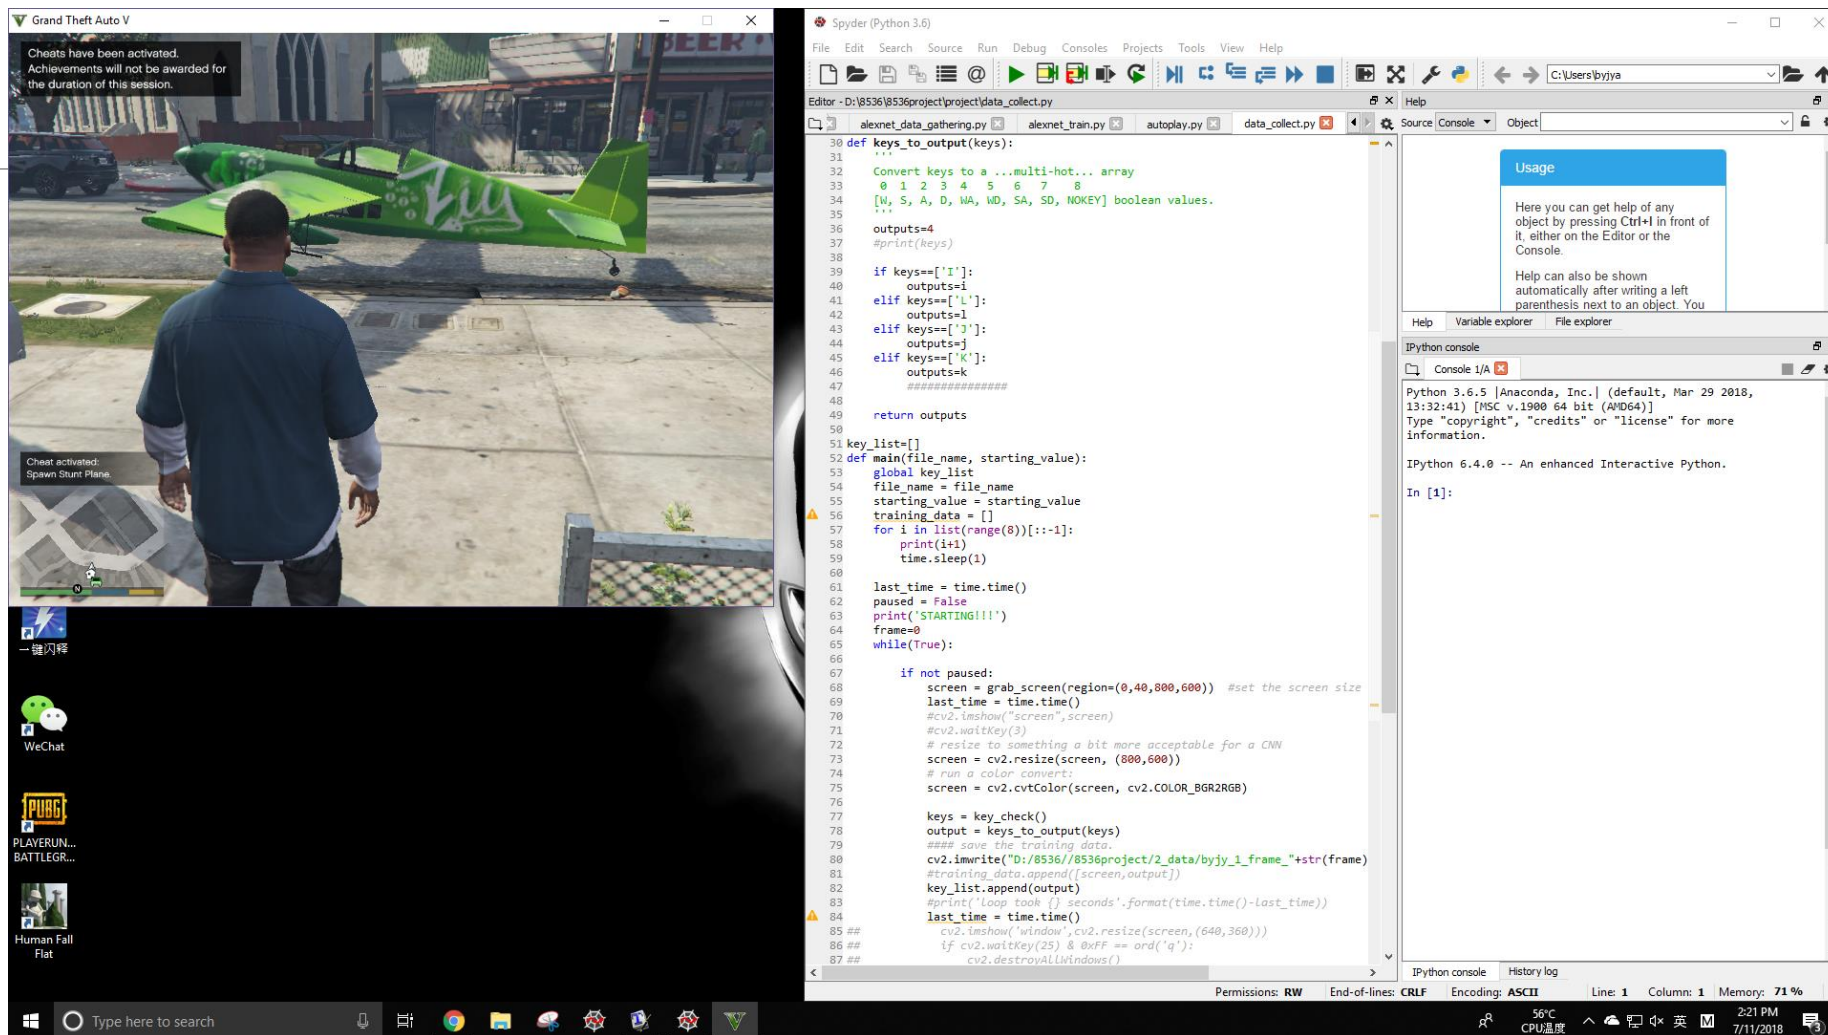 Grand Theft Auto V
Cheats have been activated.
Achievements will not be awarded for
the duration of this session.
BEER
Cheat activated:
Spawn Stunt Plane.
N
一键闪释
WeChat
PUBG
PLAYERUN...
BATTLEGR...
Human Fall
Flat
Spyder (Python 3.6)
File Edit Search Source Run Debug Consoles Projects Tools View Help
C:\Users\byjya
Editor - D:\8536\8536project\project\data_collect.py
alexnet_data_gathering.py alexnet_train.py autoplay.py data_collect.py
30 def keys_to_output(keys):
31 '''
32 Convert keys to a ...multi-hot... array
33 0 1 2 3 4 5 6 7 8
34 [W, S, A, D, WA, WD, SA, SD, NOKEY] boolean values.
35 '''
36 outputs=4
37 #print(keys)
38
39 if keys==['I']:
40 outputs=i
41 elif keys==['L']:
42 outputs=l
43 elif keys==['J']:
44 outputs=j
45 elif keys==['K']:
46 outputs=k
47 ###############
48
49 return outputs
50
51 key_list=[]
52 def main(file_name, starting_value):
53 global key_list
54 file_name = file_name
55 starting_value = starting_value
56 training_data = []
57 for i in list(range(8))[::-1]:
58 print(i+1)
59 time.sleep(1)
60
61 last_time = time.time()
62 paused = False
63 print('STARTING!!!')
64 frame=0
65 while(True):
66
67 if not paused:
68 screen = grab_screen(region=(0,40,800,600)) #set the screen size
69 last_time = time.time()
70 #cv2.imshow("screen",screen)
71 #cv2.waitKey(3)
72 # resize to something a bit more acceptable for a CNN
73 screen = cv2.resize(screen, (800,600))
74 # run a color convert:
75 screen = cv2.cvtColor(screen, cv2.COLOR_BGR2RGB)
76
77 keys = key_check()
78 output = keys_to_output(keys)
79 #### save the training data.
80 cv2.imwrite("D:/8536//8536project/2_data/byjy_1_frame_"+str(frame)
81 #training_data.append([screen,output])
82 key_list.append(output)
83 #print('loop took {} seconds'.format(time.time()-last_time))
84 last_time = time.time()
85 ## cv2.imshow('window',cv2.resize(screen,(640,360)))
86 ## if cv2.waitKey(25) & 0xFF == ord('q'):
87 ## cv2.destroyAllWindows()
Help
Source Console Object
Usage
Here you can get help of any
object by pressing Ctrl+I in front of
it, either on the Editor or the
Console.
Help can also be shown
automatically after writing a left
parenthesis next to an object. You
Help Variable explorer File explorer
IPython console
Console 1/A
Python 3.6.5 |Anaconda, Inc.| (default, Mar 29 2018,
13:32:41) [MSC v.1900 64 bit (AMD64)]
Type "copyright", "credits" or "license" for more
information.
IPython 6.4.0 -- An enhanced Interactive Python.
In [1]:
IPython console History log
Permissions: RW End-of-lines: CRLF Encoding: ASCII Line: 1 Column: 1 Memory: 71 %
Type here to search
56°C
CPU温度
英 M
2:21 PM
7/11/2018
3